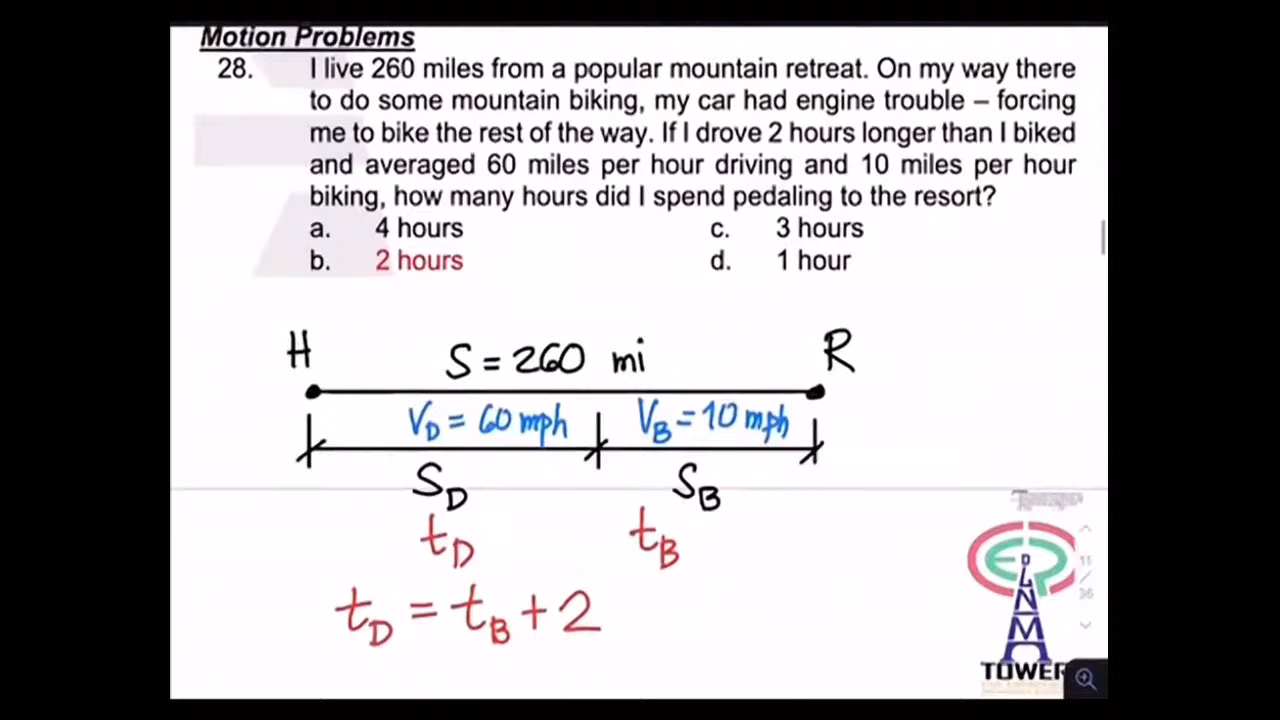 Motion Problems
28. I live 260 miles from a popular mountain retreat. On my way there
to do some mountain biking, my car had engine trouble – forcing
me to bike the rest of the way. If I drove 2 hours longer than I biked
and averaged 60 miles per hour driving and 10 miles per hour
biking, how many hours did I spend pedaling to the resort?
a. 4 hours c. 3 hours
b. 2 hours d. 1 hour
H S = 260 mi R
V_D = 60 mph V_B = 10 mph
S_D S_B
t_D t_B
t_D = t_B + 2
11
/
36
TOWER